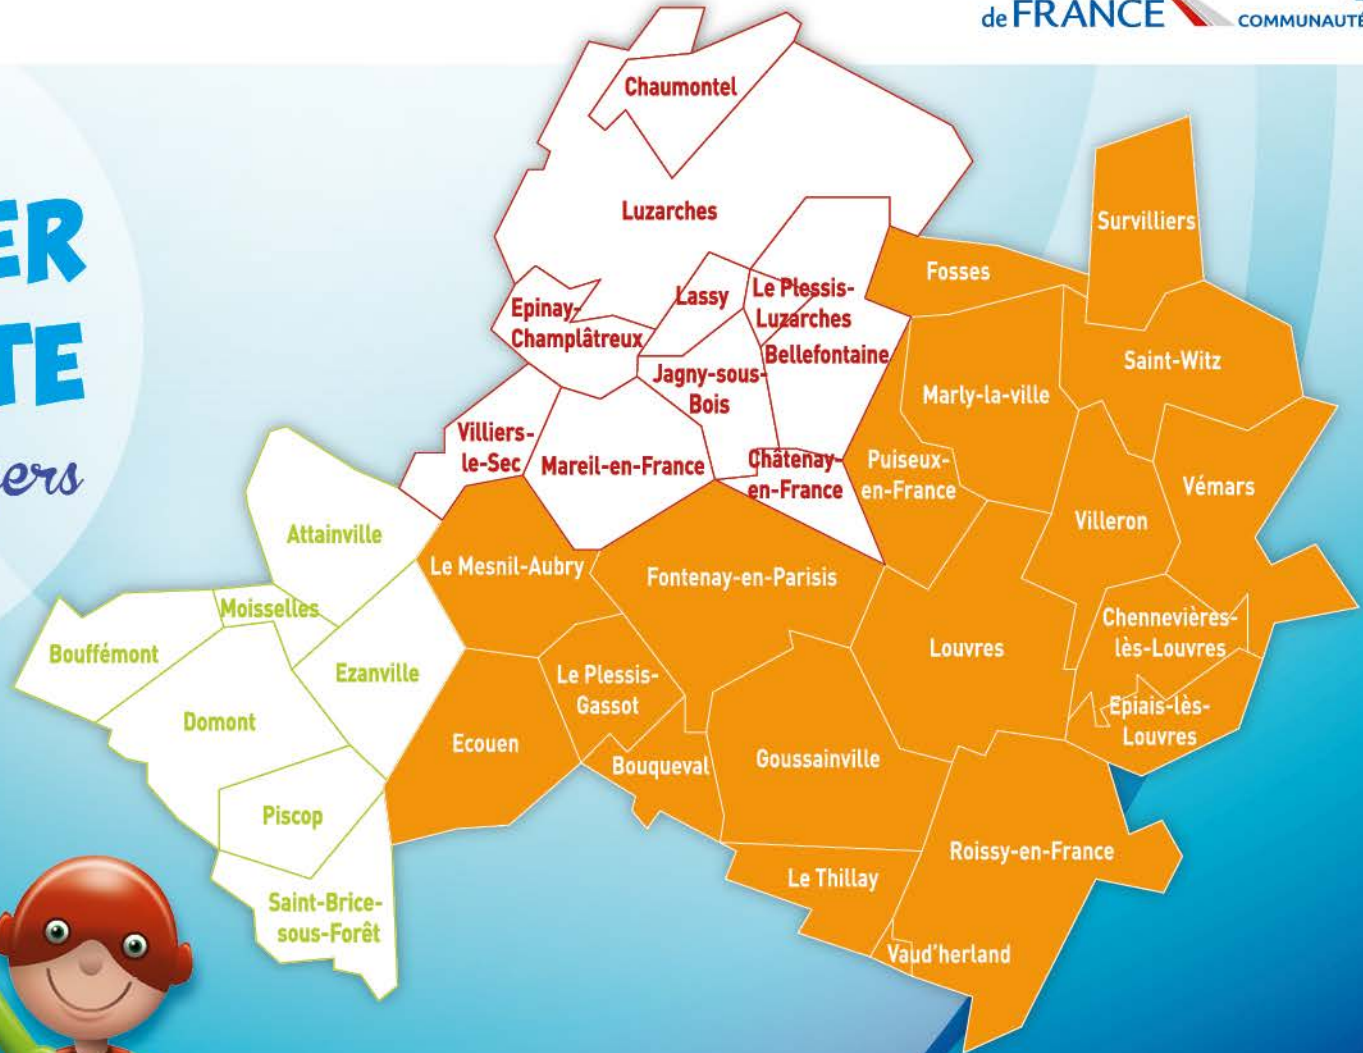 de FRANCE
COMMUNAUTÉ
Chaumontel
Luzarches
Survilliers
Fosses
Lassy
Le Plessis-
Luzarches
Epinay-
Champlâtreux
Bellefontaine
Saint-Witz
Jagny-sous-
Bois
Marly-la-ville
Villiers-
le-Sec
Mareil-en-France
Châtenay-
en-France
Puiseux-
en-France
Vémars
Villeron
Attainville
Le Mesnil-Aubry
Fontenay-en-Parisis
Moisselles
Chennevières-
lès-Louvres
Bouffémont
Ezanville
Louvres
Le Plessis-
Gassot
Domont
Ecouen
Epiais-lès-
Louvres
Bouqueval
Goussainville
Piscop
Roissy-en-France
Le Thillay
Saint-Brice-
sous-Forêt
Vaud'herland